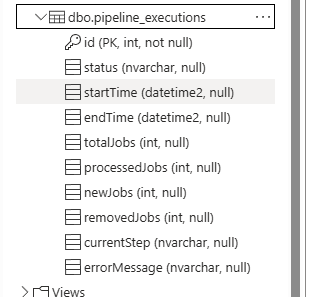 dbo.pipeline_executions ...
id (PK, int, not null)
status (nvarchar, null)
startTime (datetime2, null)
endTime (datetime2, null)
totalJobs (int, null)
processedJobs (int, null)
newJobs (int, null)
removedJobs (int, null)
currentStep (nvarchar, null)
errorMessage (nvarchar, null)
Views